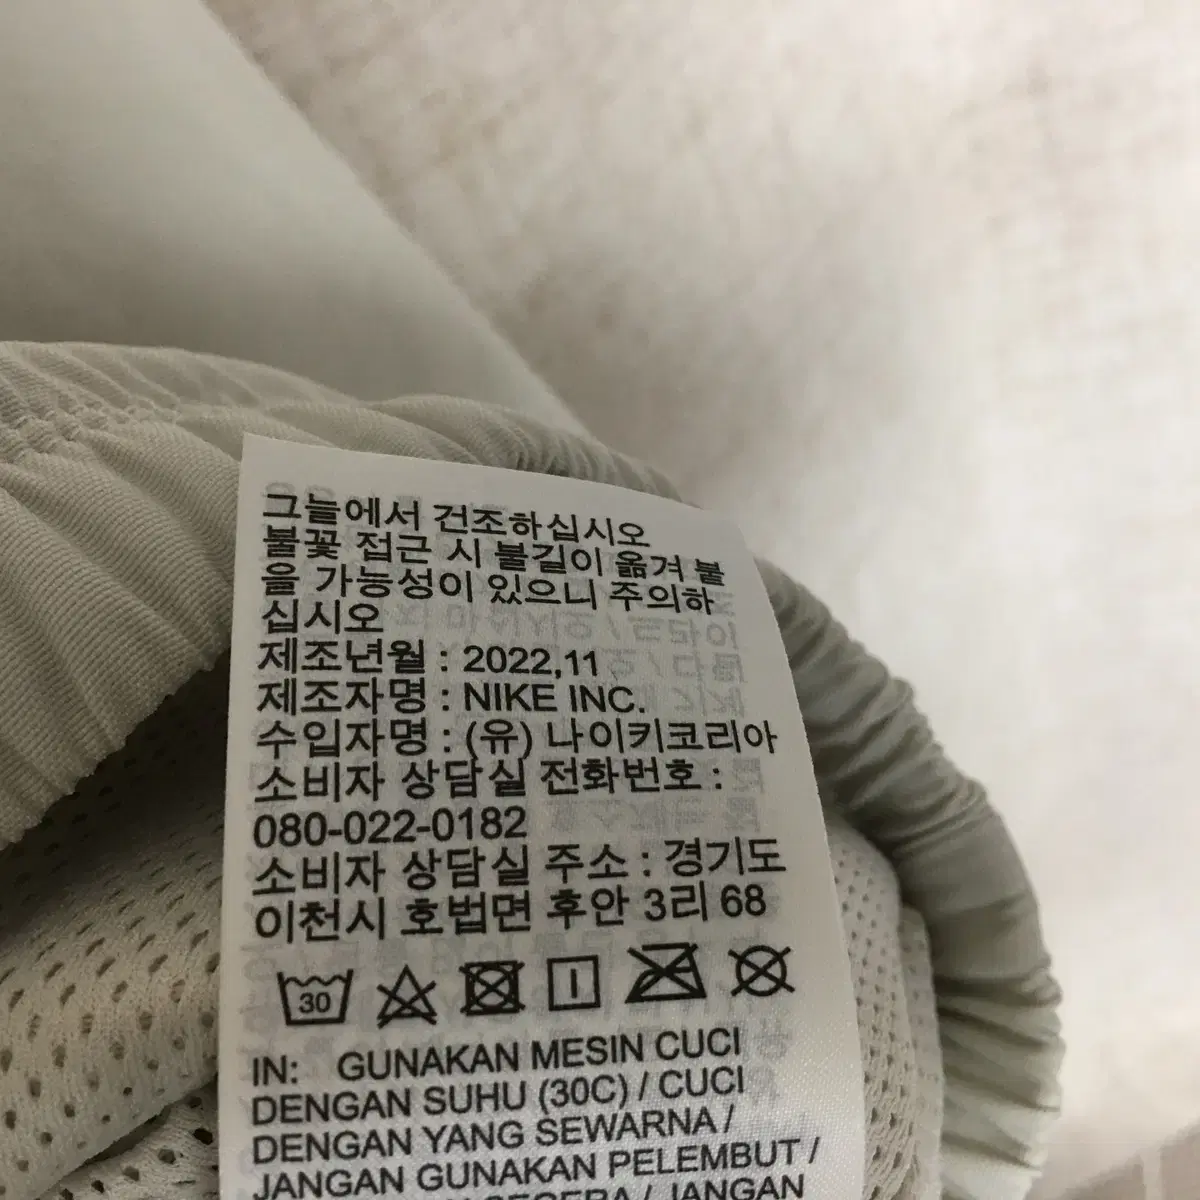 그늘에서 건조하십시오
불꽃 접근 시 불길이 옮겨 붙
을 가능성이 있으니 주의하
십시오
제조년월 : 2022,11
제조자명 : NIKE INC.
수입자명 : (유) 나이키코리아
소비자 상담실 전화번호 :
080-022-0182
소비자 상담실 주소 : 경기도
이천시 호법면 후안 3리 68
30
IN: GUNAKAN MESIN CUCI
DENGAN SUHU (30C) / CUCI
DENGAN YANG SEWARNA /
JANGAN GUNAKAN PELEMBUT /
SECERA / JANGAN